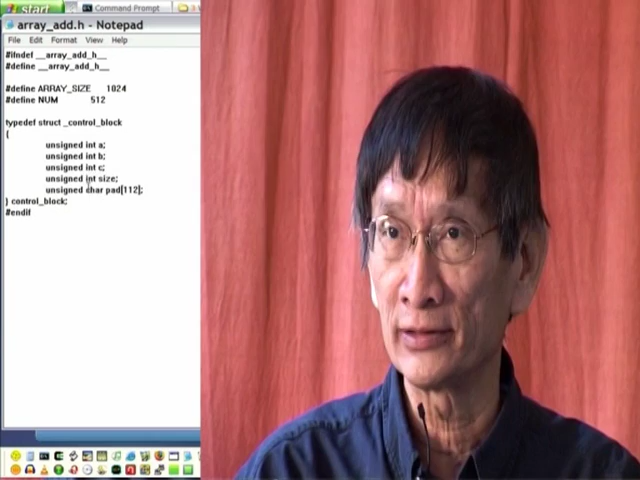 start
Command Prompt
3
array_add.h - Notepad
File Edit Format View Help
#ifndef __array_add_h__
#define __array_add_h__
#define ARRAY_SIZE 1024
#define NUM 512
typedef struct _control_block
{
unsigned int a;
unsigned int b;
unsigned int c;
unsigned int size;
unsigned char pad[112];
} control_block;
#endif